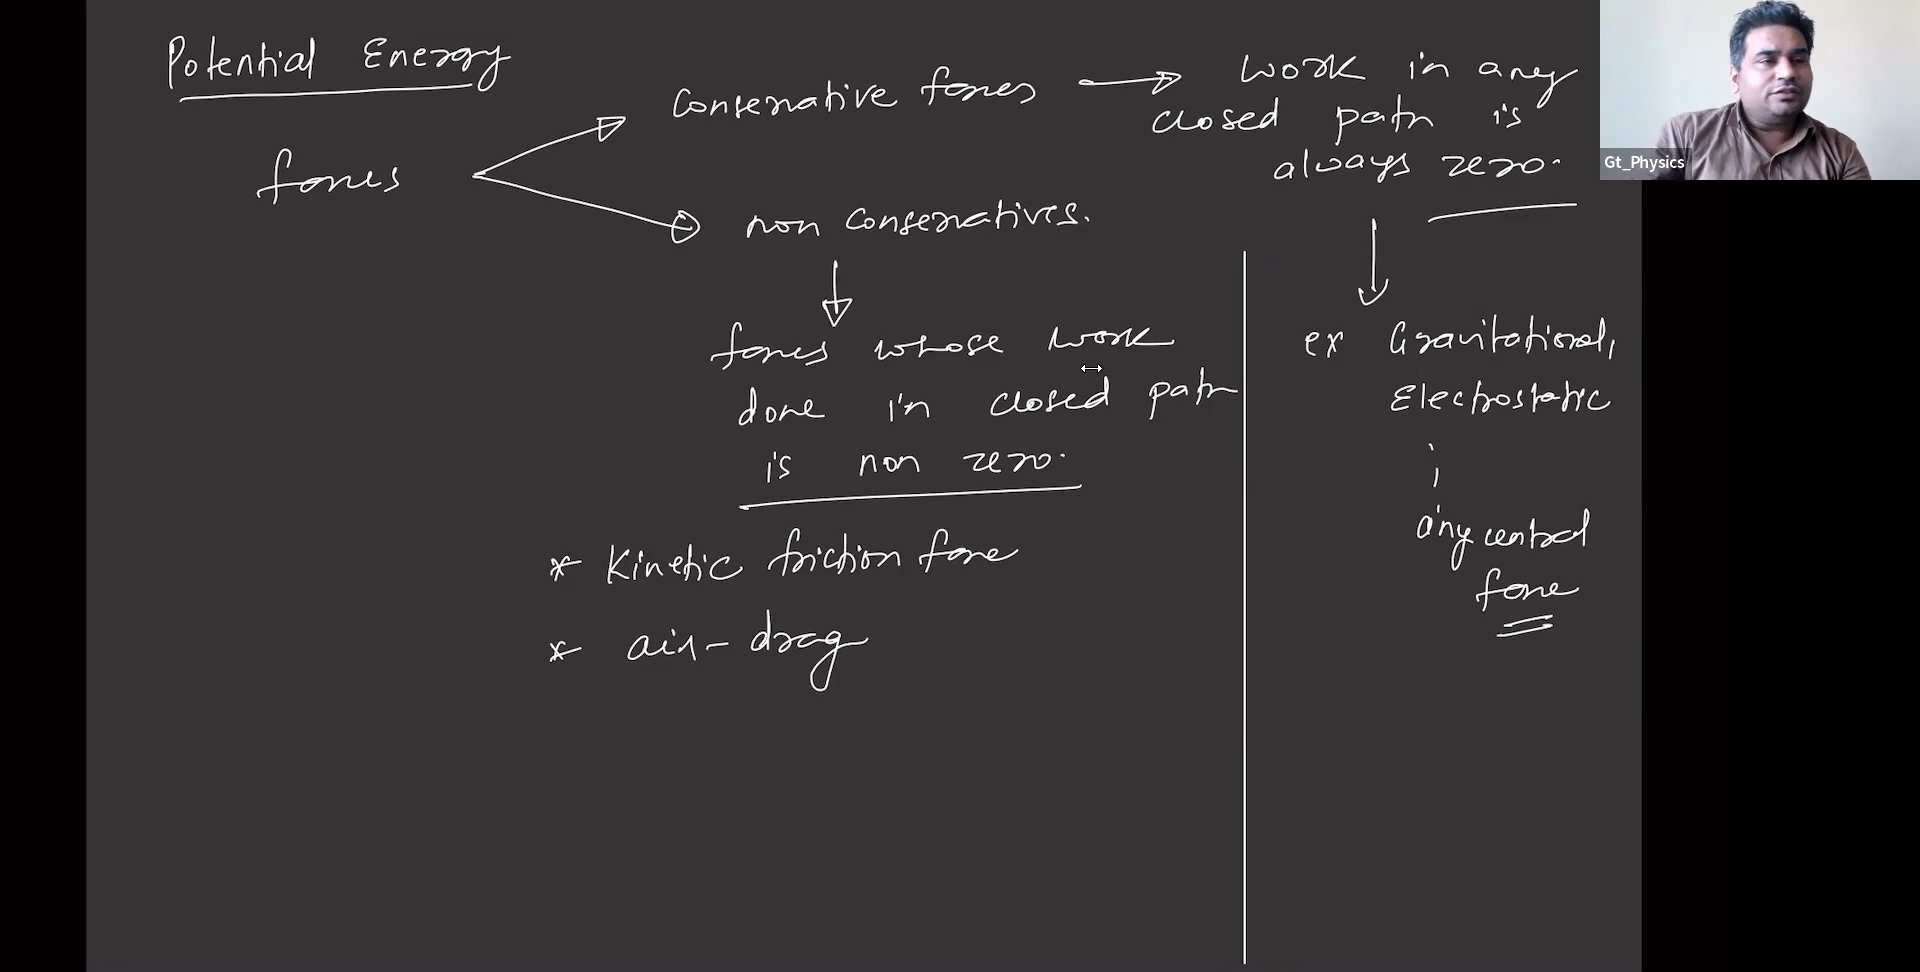 Potential Energy
forces
Conservative forces
work in any
closed path is
always zero.
non conservatives.
forces whose work
done in closed path
is non zero.
* Kinetic friction force
* air-drag
ex Gravitational,
Electrostatic
;
any central
force
Gt_Physics